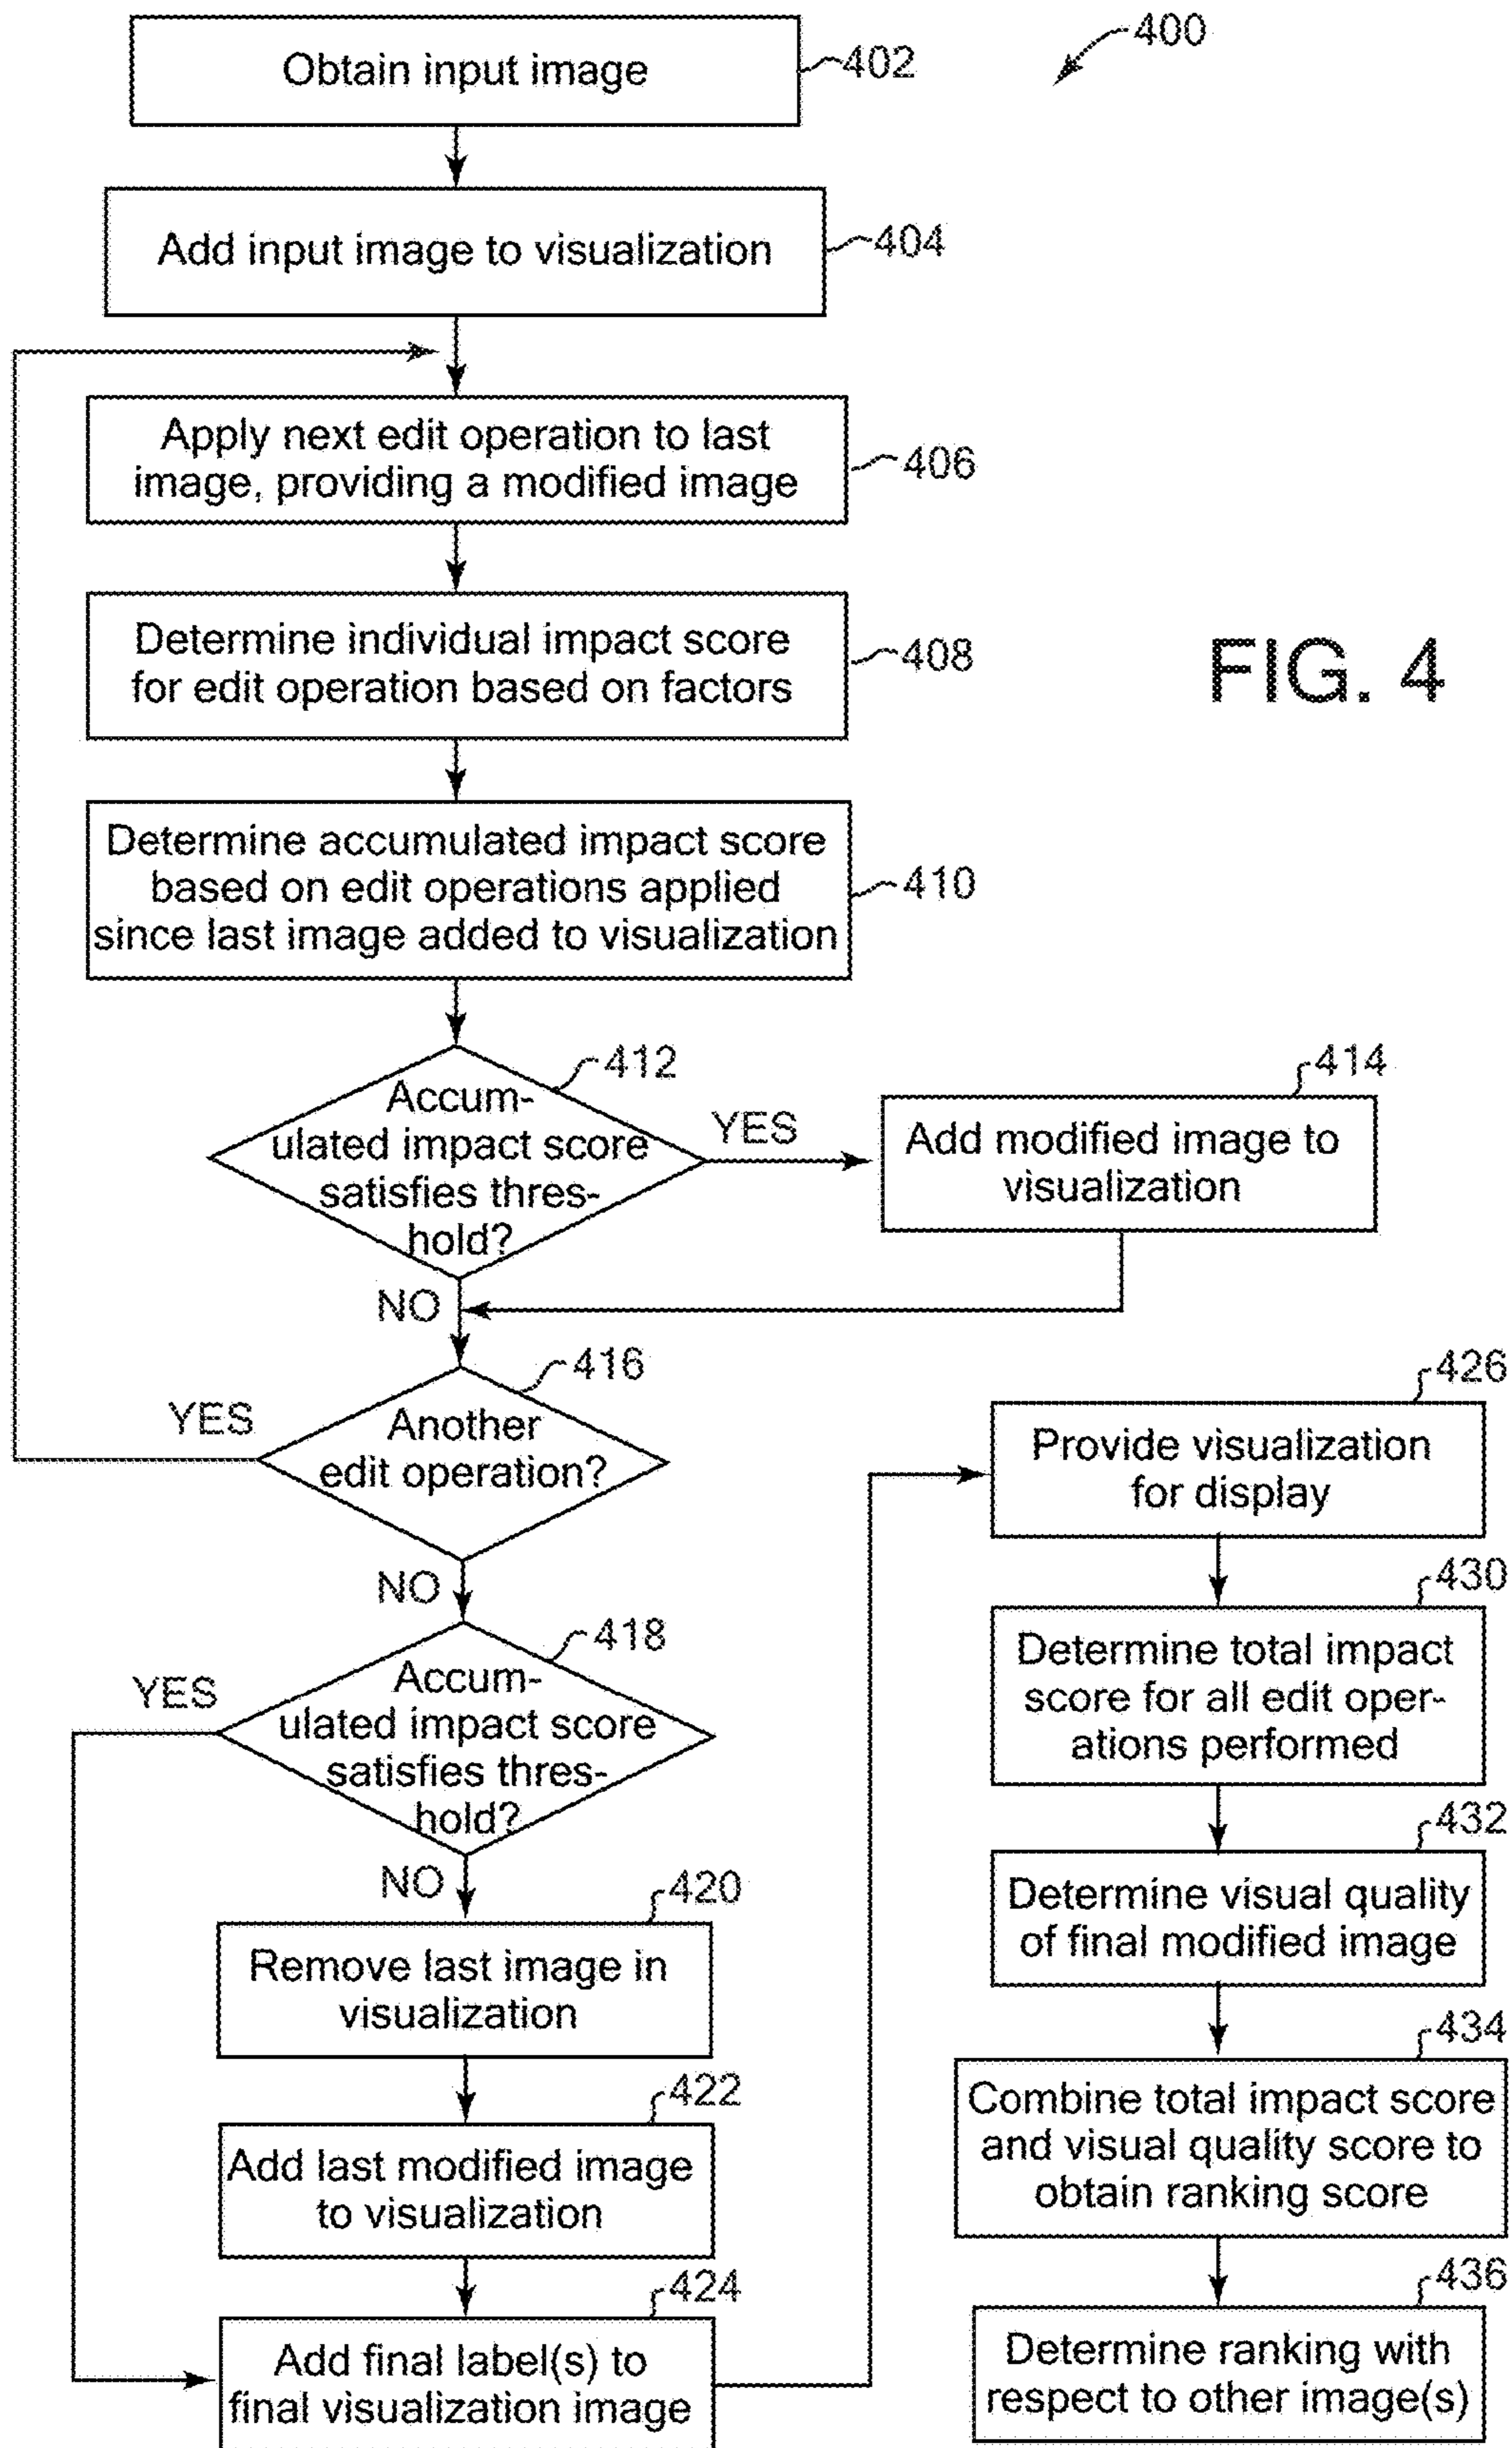 400
Obtain input image
402
Add input image to visualization
404
Apply next edit operation to last
image, providing a modified image
406
Determine individual impact score
for edit operation based on factors
408
FIG. 4
Determine accumulated impact score
based on edit operations applied
since last image added to visualization
410
412
Accum-
ulated impact score
satisfies thres-
hold?
YES
414
Add modified image to
visualization
NO
416
Another
edit operation?
YES
NO
418
Accum-
ulated impact score
satisfies thres-
hold?
YES
NO
420
Remove last image in
visualization
422
Add last modified image
to visualization
424
Add final label(s) to
final visualization image
426
Provide visualization
for display
430
Determine total impact
score for all edit oper-
ations performed
432
Determine visual quality
of final modified image
434
Combine total impact score
and visual quality score to
obtain ranking score
436
Determine ranking with
respect to other image(s)